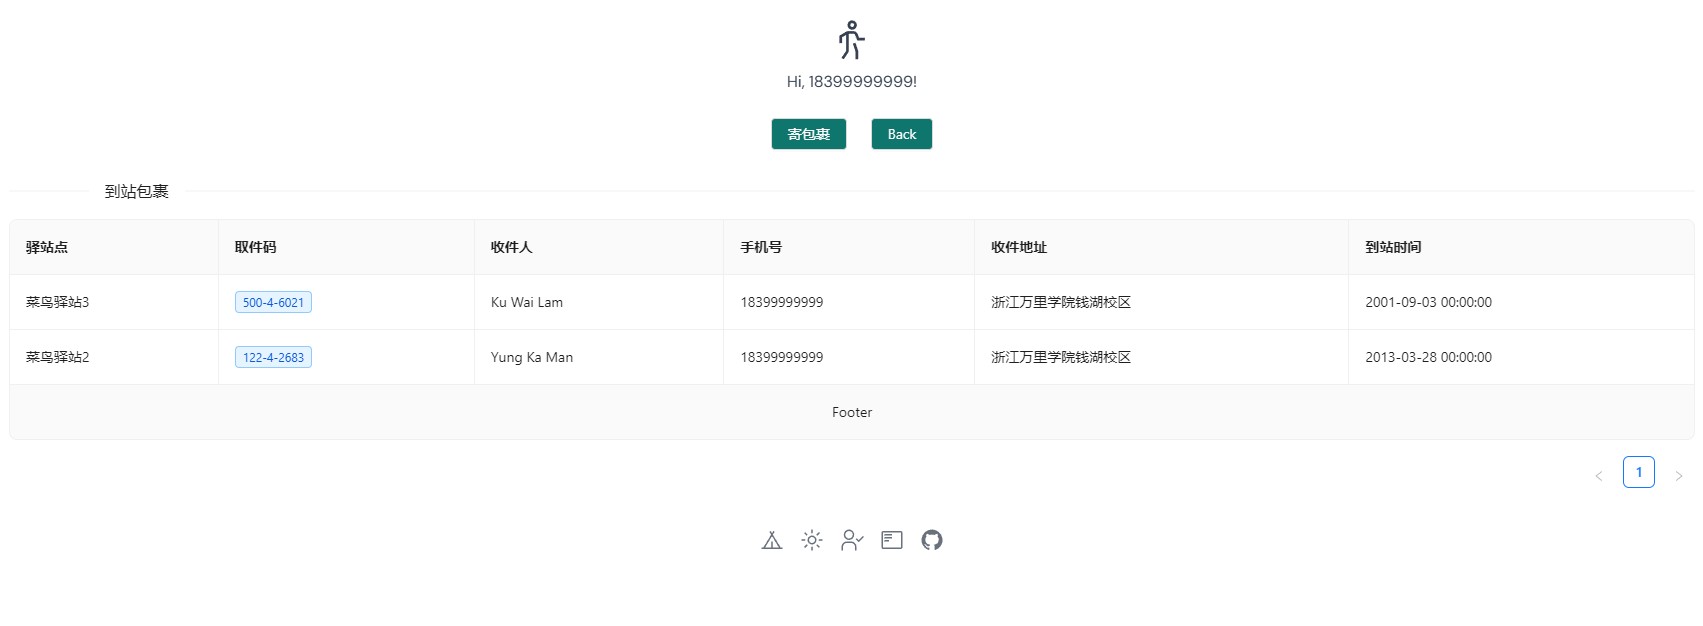 Hi, 18399999999!
寄包裹 Back
到站包裹
驿站点 取件码 收件人 手机号 收件地址 到站时间
菜鸟驿站3 500-4-6021 Ku Wai Lam 18399999999 浙江万里学院钱湖校区 2001-09-03 00:00:00
菜鸟驿站2 122-4-2683 Yung Ka Man 18399999999 浙江万里学院钱湖校区 2013-03-28 00:00:00
Footer
< 1 >